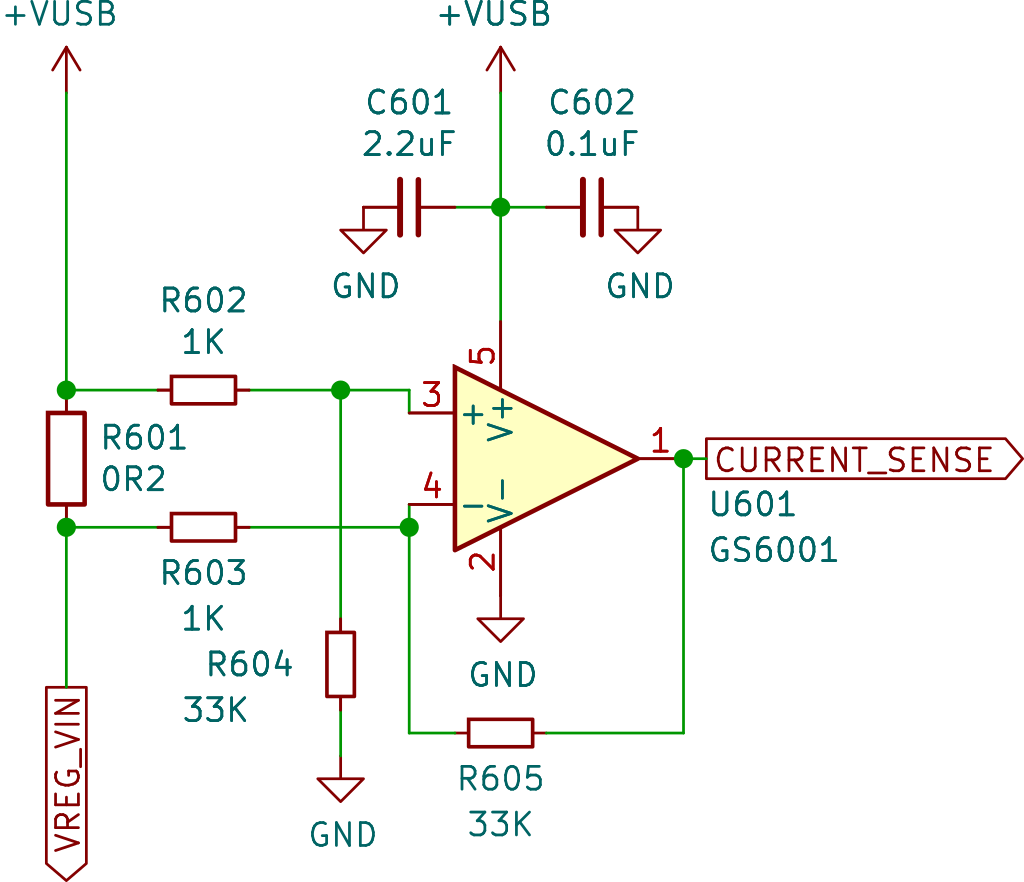 +VUSB
+VUSB
C601
2.2uF
C602
0.1uF
GND
GND
R602
1K
5
3
+
V+
R601
0R2
1
CURRENT_SENSE
4
-
V-
U601
GS6001
2
R603
1K
R604
33K
GND
VREG_VIN
R605
33K
GND